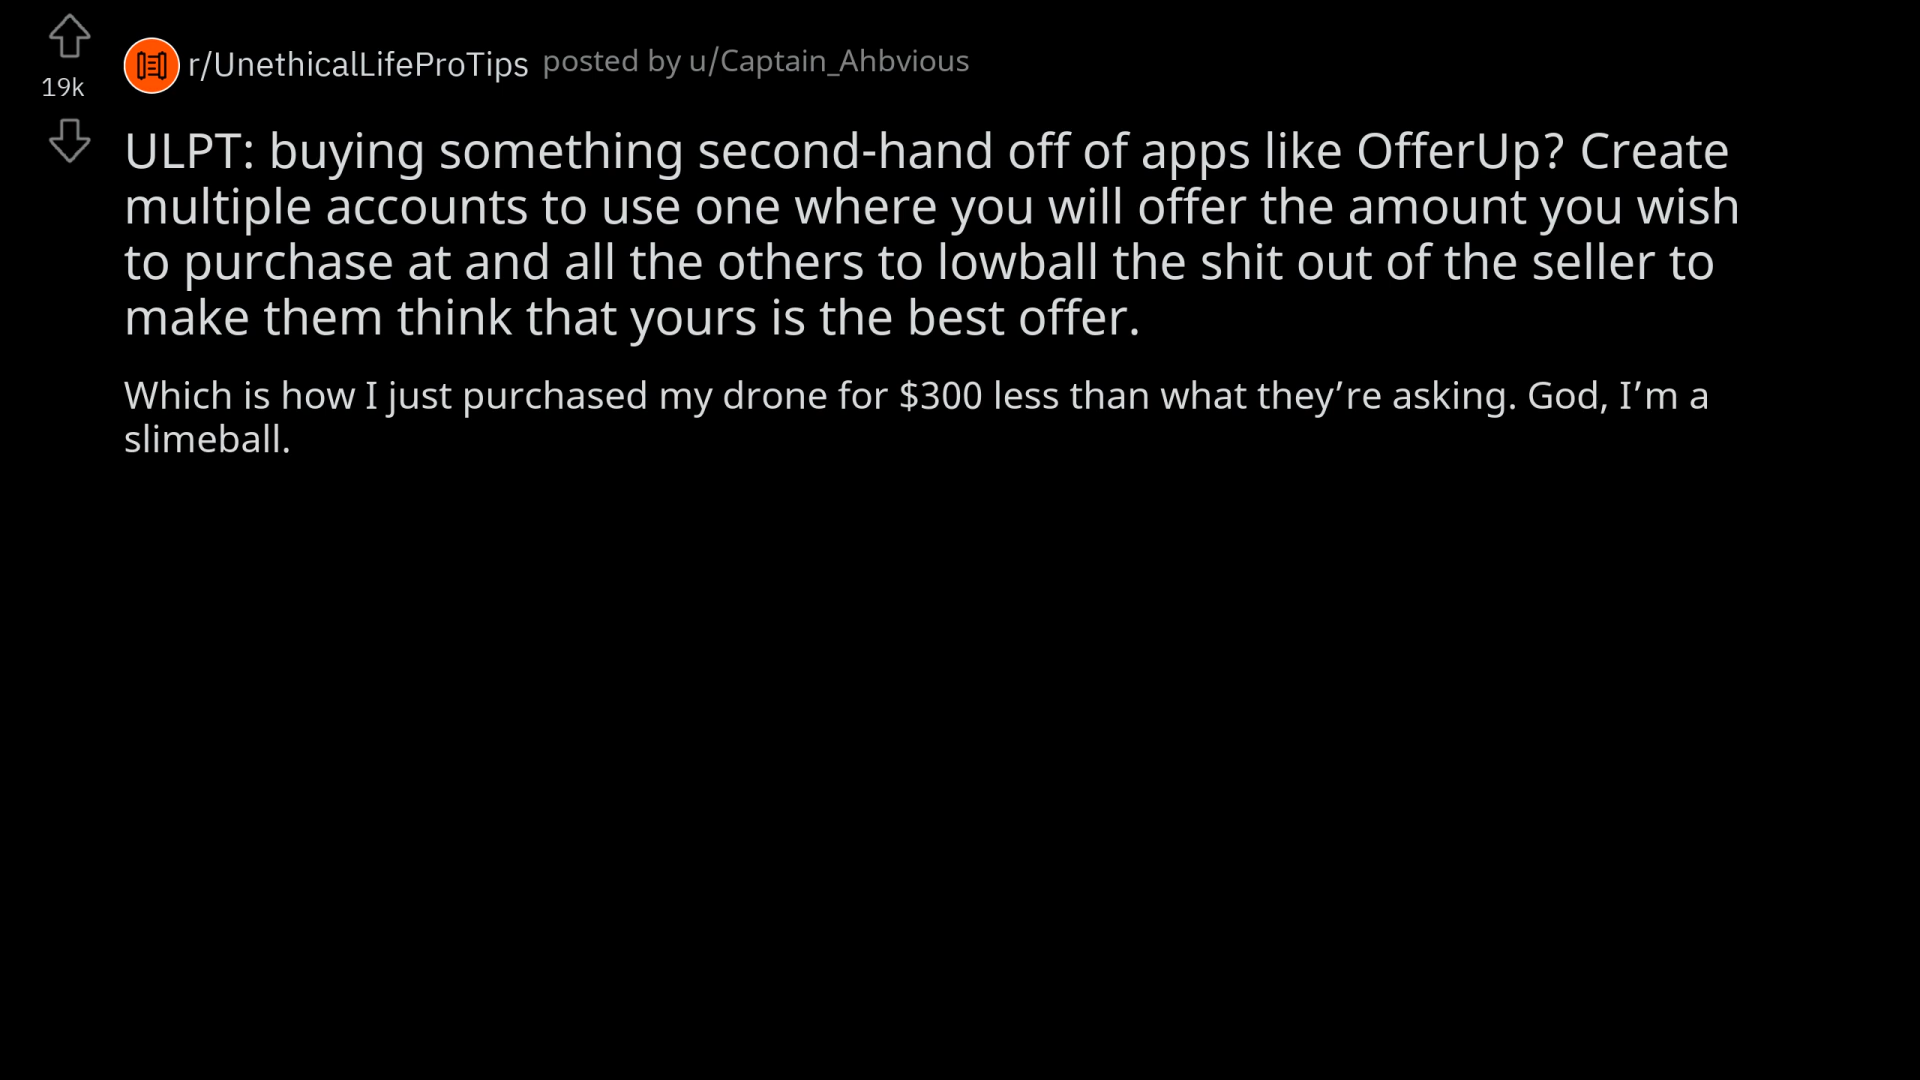 r/UnethicalLifeProTips posted by u/Captain_Ahbvious
19k
ULPT: buying something second-hand off of apps like OfferUp? Create
multiple accounts to use one where you will offer the amount you wish
to purchase at and all the others to lowball the shit out of the seller to
make them think that yours is the best offer.
Which is how I just purchased my drone for $300 less than what they’re asking. God, I’m a
slimeball.